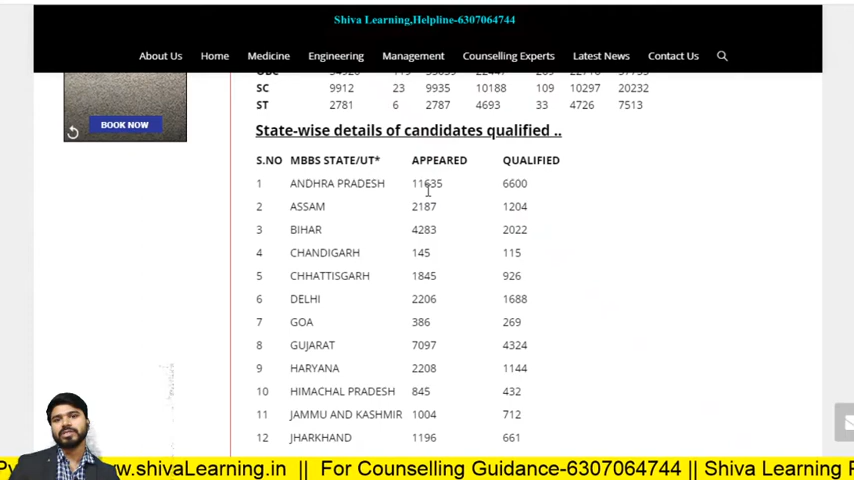 Shiva Learning,Helpline-6307064744
About Us Home Medicine Engineering Management Counselling Experts Latest News Contact Us
SC 9912 23 9935 10188 109 10297 20232
ST 2781 6 2787 4693 33 4726 7513
BOOK NOW
State-wise details of candidates qualified ..
S.NO MBBS STATE/UT* APPEARED QUALIFIED
1 ANDHRA PRADESH 11635 6600
2 ASSAM 2187 1204
3 BIHAR 4283 2022
4 CHANDIGARH 145 115
5 CHHATTISGARH 1845 926
6 DELHI 2206 1688
7 GOA 386 269
8 GUJARAT 7097 4324
9 HARYANA 2208 1144
10 HIMACHAL PRADESH 845 432
11 JAMMU AND KASHMIR 1004 712
12 JHARKHAND 1196 661
www.shivaLearning.in || For Counselling Guidance-6307064744 || Shiva Learning